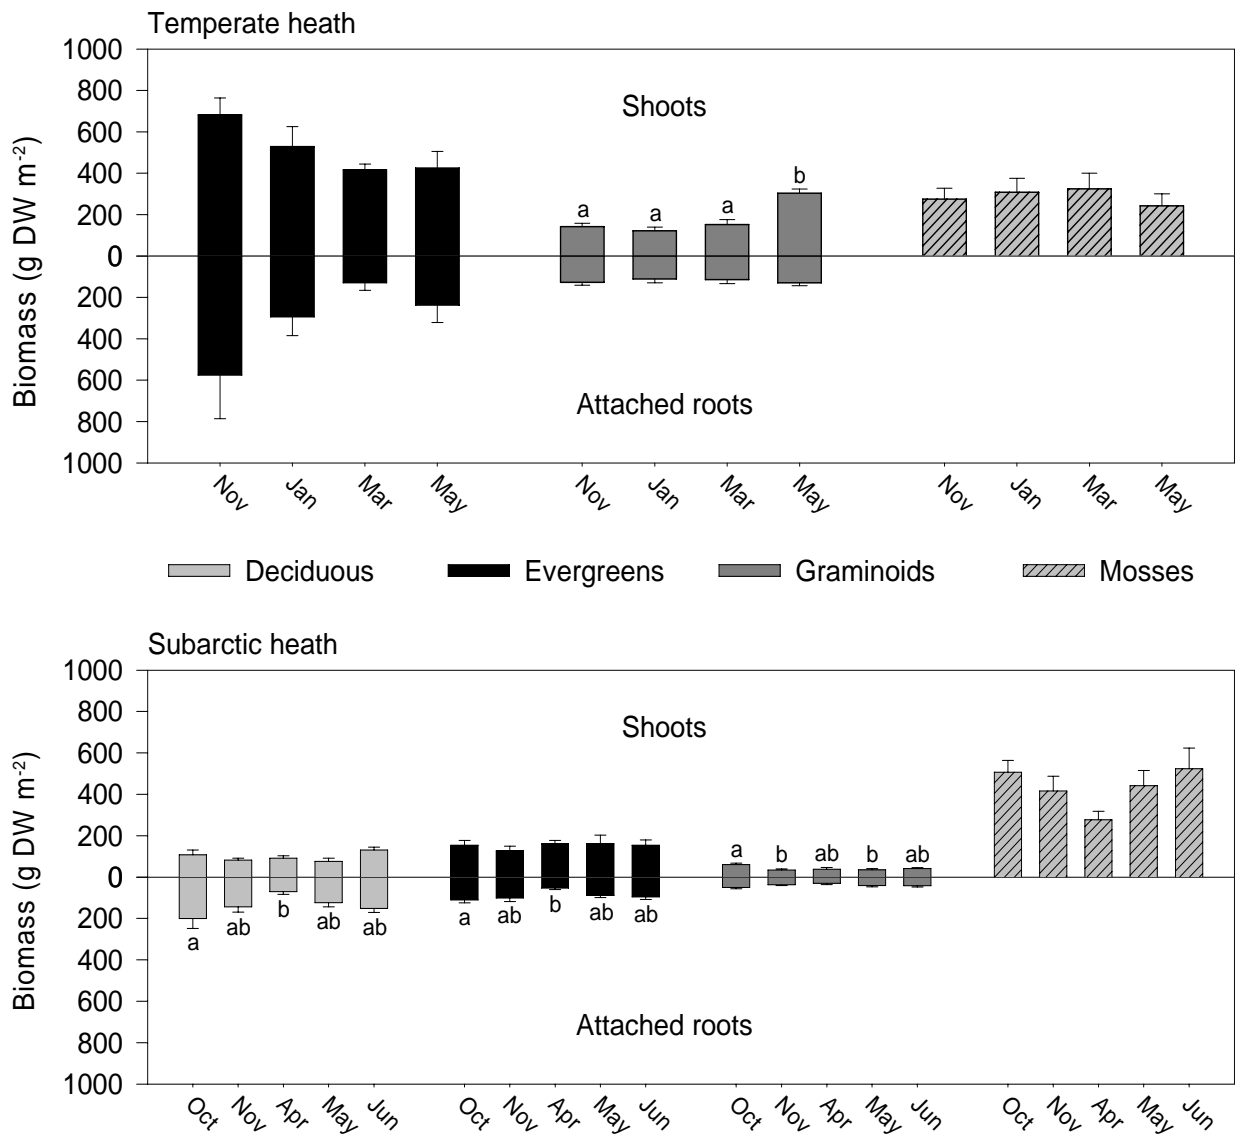 Temperate heath
1000
800
600
400
200
0
200
400
600
800
1000
Biomass (g DW m⁻²)
Shoots
a a a b
Attached roots
Nov Jan Mar May Nov Jan Mar May Nov Jan Mar May
Deciduous Evergreens Graminoids Mosses
Subarctic heath
1000
800
600
400
200
0
200
400
600
800
1000
Biomass (g DW m⁻²)
Shoots
a b ab b ab
a ab b ab ab a ab b ab ab
Attached roots
Oct Nov Apr May Jun Oct Nov Apr May Jun Oct Nov Apr May Jun Oct Nov Apr May Jun